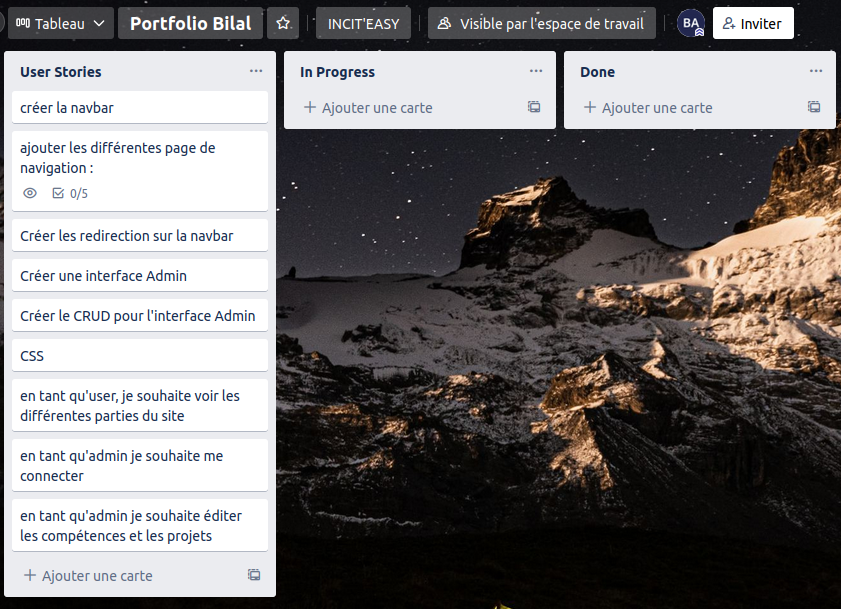 Tableau
Portfolio Bilal
INCIT'EASY
Visible par l'espace de travail
BA
Inviter
User Stories
créer la navbar
ajouter les différentes page de
navigation :
0/5
Créer les redirection sur la navbar
Créer une interface Admin
Créer le CRUD pour l'interface Admin
CSS
en tant qu'user, je souhaite voir les
différentes parties du site
en tant qu'admin je souhaite me
connecter
en tant qu'admin je souhaite éditer
les compétences et les projets
Ajouter une carte
In Progress
Ajouter une carte
Done
Ajouter une carte